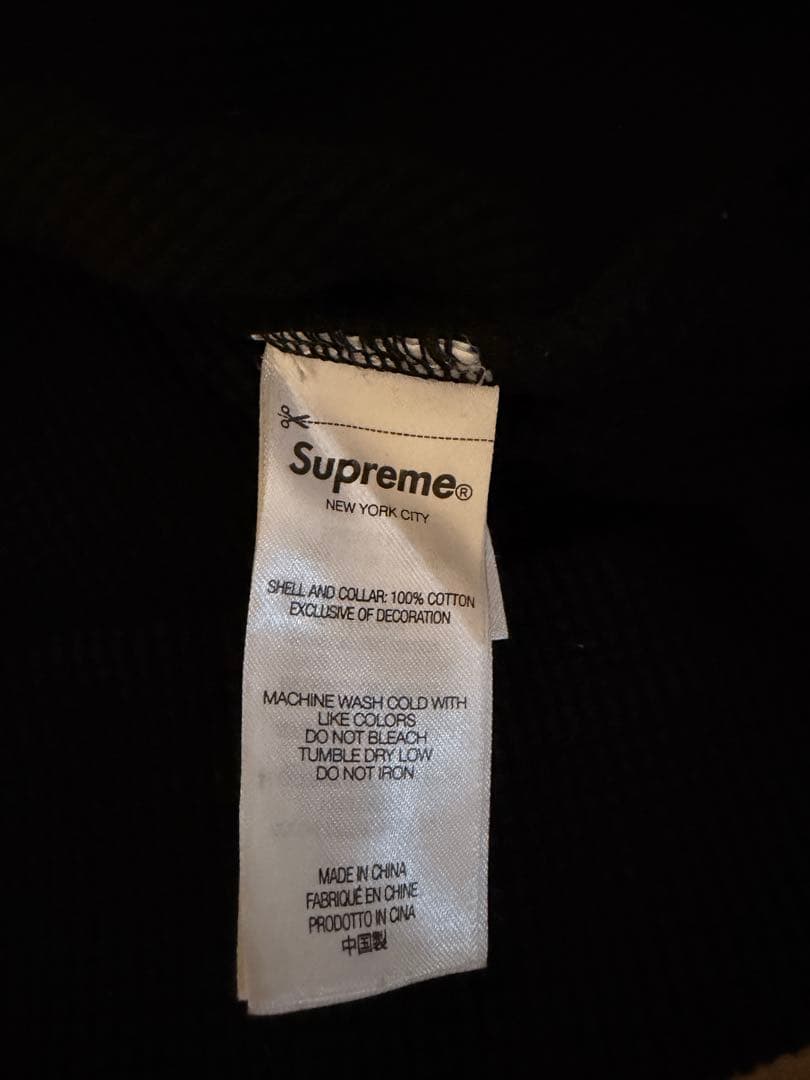 Supreme®
NEW YORK CITY
SHELL AND COLLAR: 100% COTTON
EXCLUSIVE OF DECORATION
MACHINE WASH COLD WITH
LIKE COLORS
DO NOT BLEACH
TUMBLE DRY LOW
DO NOT IRON
MADE IN CHINA
FABRIQUÉ EN CHINE
PRODOTTO IN CINA
中国製